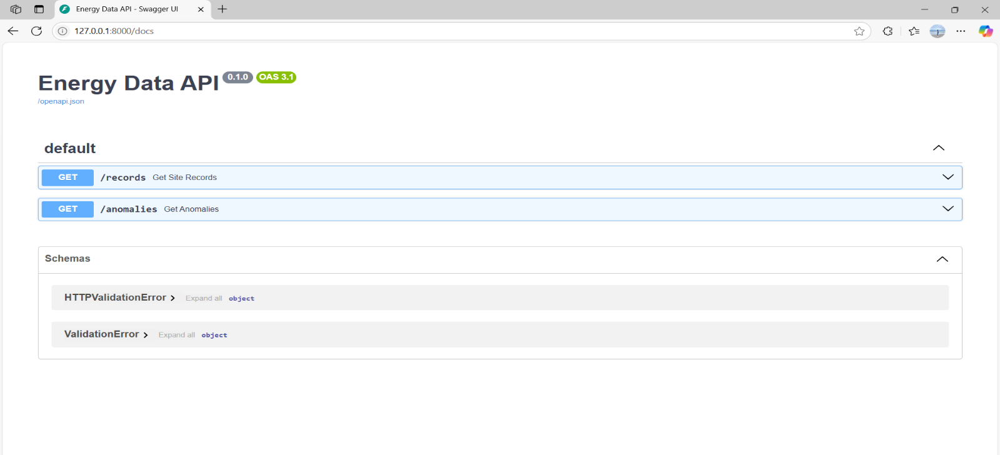 Energy Data API - Swagger UI
127.0.0.1:8000/docs
Energy Data API 0.1.0 OAS 3.1
/openapi.json
default
GET /records Get Site Records
GET /anomalies Get Anomalies
Schemas
HTTPValidationError Expand all object
ValidationError Expand all object